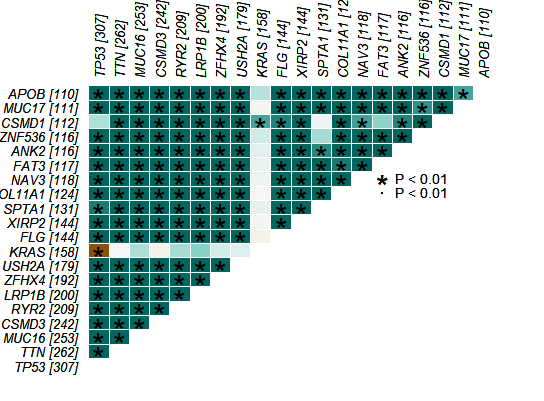 TP53 [307]
TTN [262]
MUC16 [253]
CSMD3 [242]
RYR2 [209]
LRP1B [200]
ZFHX4 [192]
USH2A [179]
KRAS [158]
FLG [144]
XIRP2 [144]
SPTA1 [131]
COL11A1 [12
NAV3 [118]
FAT3 [117]
ANK2 [116]
ZNF536 [116]
CSMD1 [112]
MUC17 [111]
APOB [110]
APOB [110]
MUC17 [111]
CSMD1 [112]
ZNF536 [116]
ANK2 [116]
FAT3 [117]
NAV3 [118]
OL11A1 [124]
SPTA1 [131]
XIRP2 [144]
FLG [144]
KRAS [158]
USH2A [179]
ZFHX4 [192]
LRP1B [200]
RYR2 [209]
CSMD3 [242]
MUC16 [253]
TTN [262]
TP53 [307]
* P < 0.01
· P < 0.01